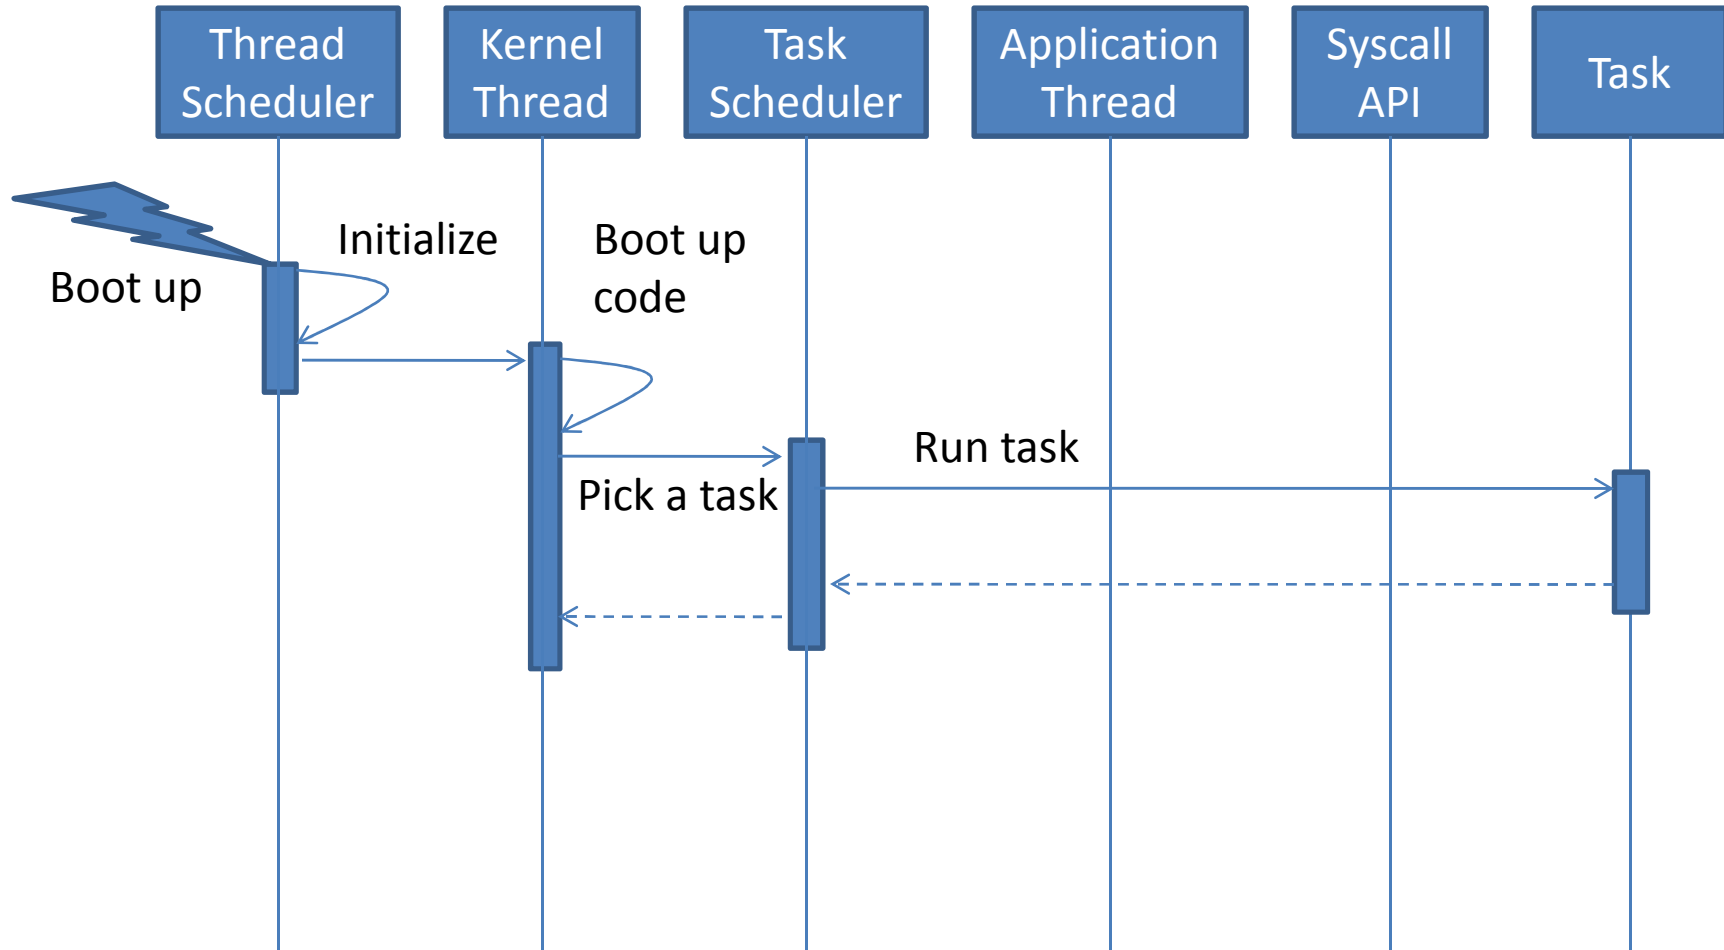 Thread
Scheduler
Kernel
Thread
Task
Scheduler
Application
Thread
Syscall
API
Task
Initialize
Boot up
code
Boot up
Run task
Pick a task